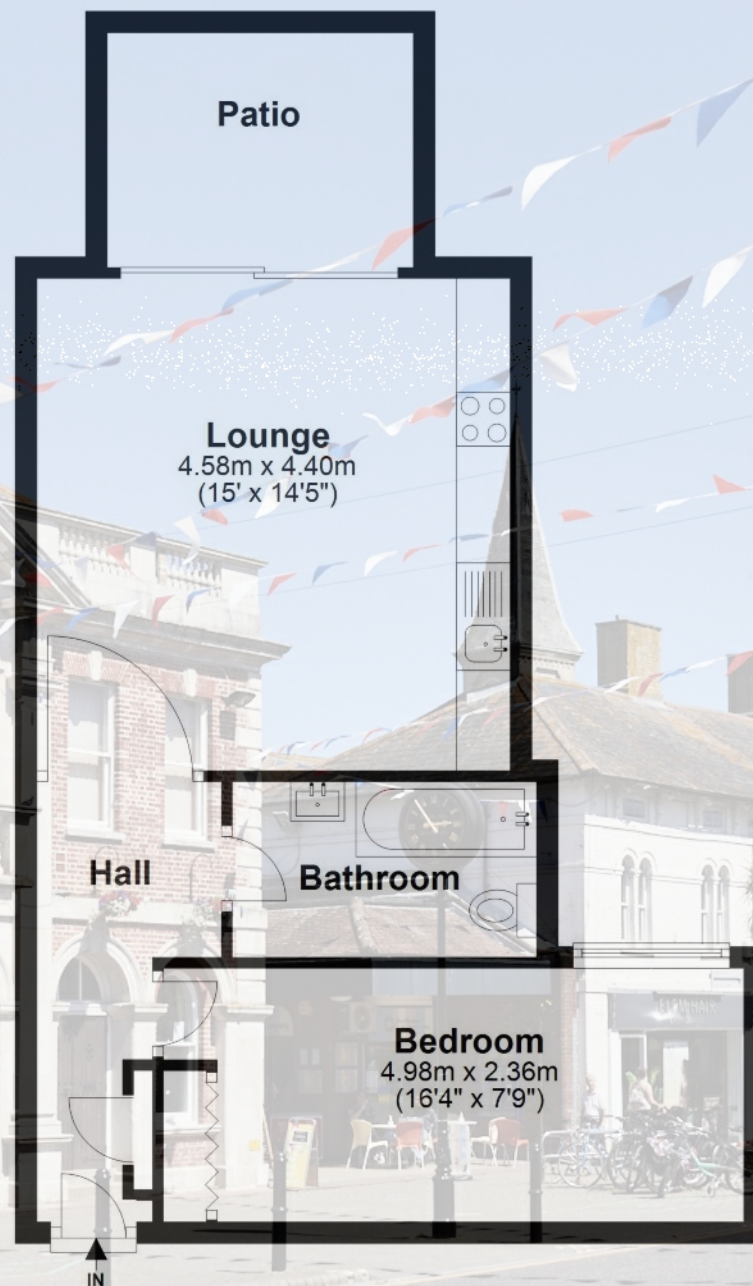 Patio
Lounge
4.58m x 4.40m
(15' x 14'5")
Hall
Bathroom
Bedroom
4.98m x 2.36m
(16'4" x 7'9")
IN